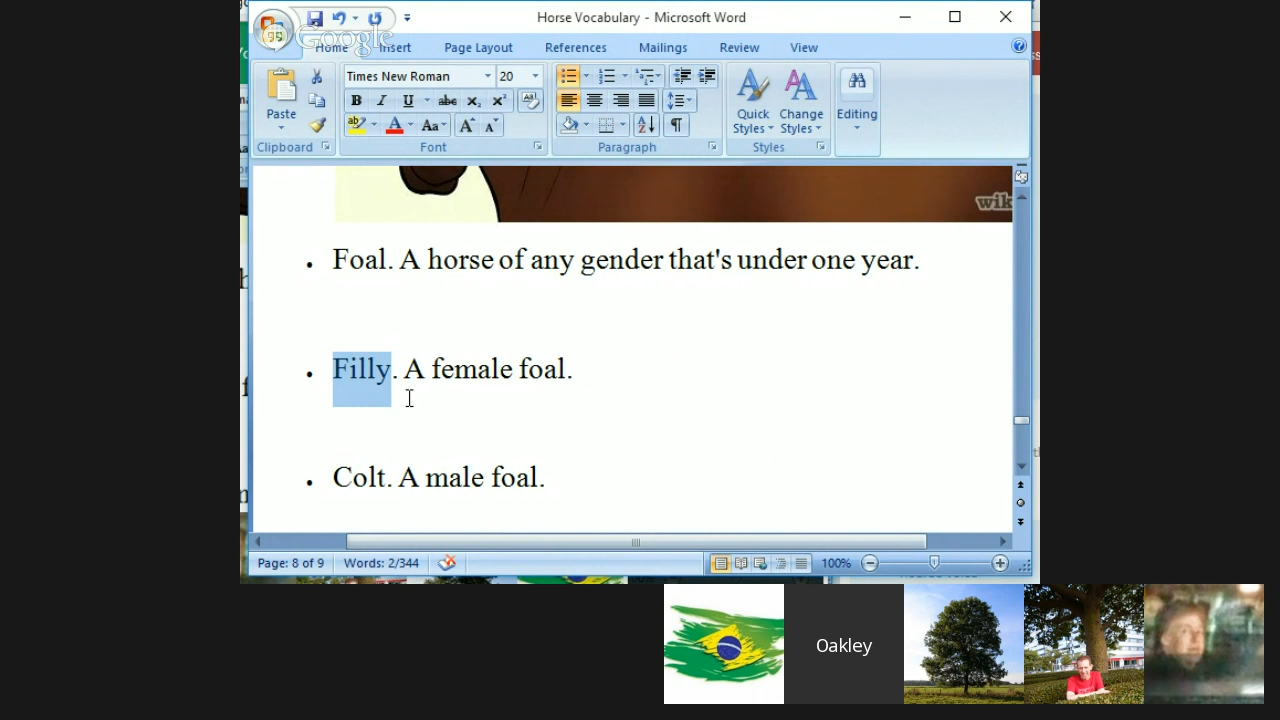 Horse Vocabulary - Microsoft Word
Google
Home Insert Page Layout References Mailings Review View
Times New Roman 20
Paste
Quick Styles
Change Styles
Editing
Clipboard Font Paragraph Styles
wik
Foal. A horse of any gender that's under one year.
Filly. A female foal.
Colt. A male foal.
Page: 8 of 9 Words: 2/344 100%
Oakley